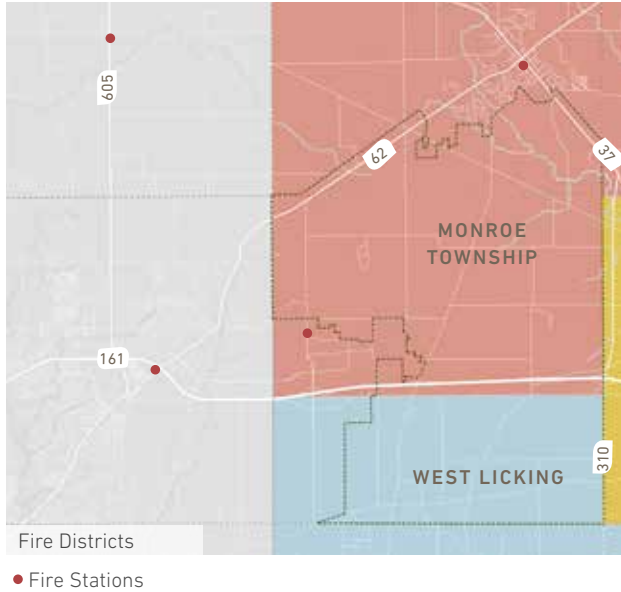 605
62
37
MONROE
TOWNSHIP
161
310
WEST LICKING
Fire Districts
Fire Stations